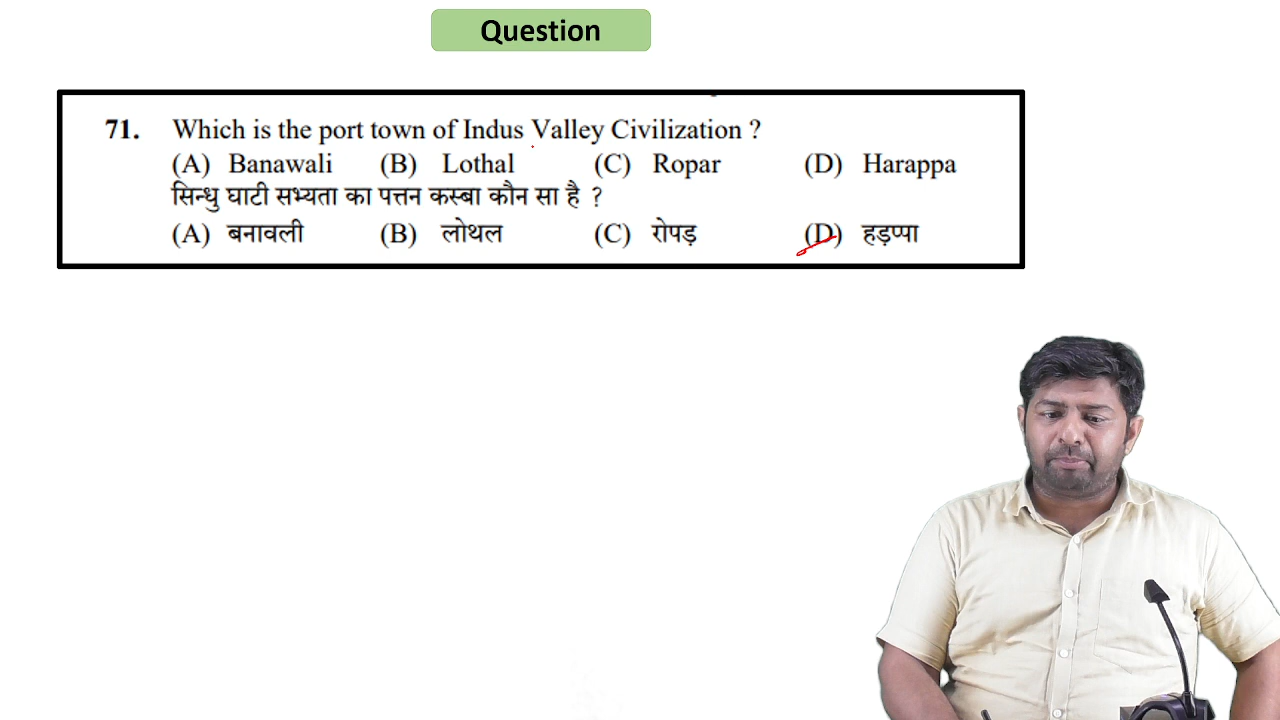 Question
71. Which is the port town of Indus Valley Civilization ?
(A) Banawali (B) Lothal (C) Ropar (D) Harappa
सिन्धु घाटी सभ्यता का पत्तन कस्बा कौन सा है ?
(A) बनावली (B) लोथल (C) रोपड़ (D) हड़प्पा